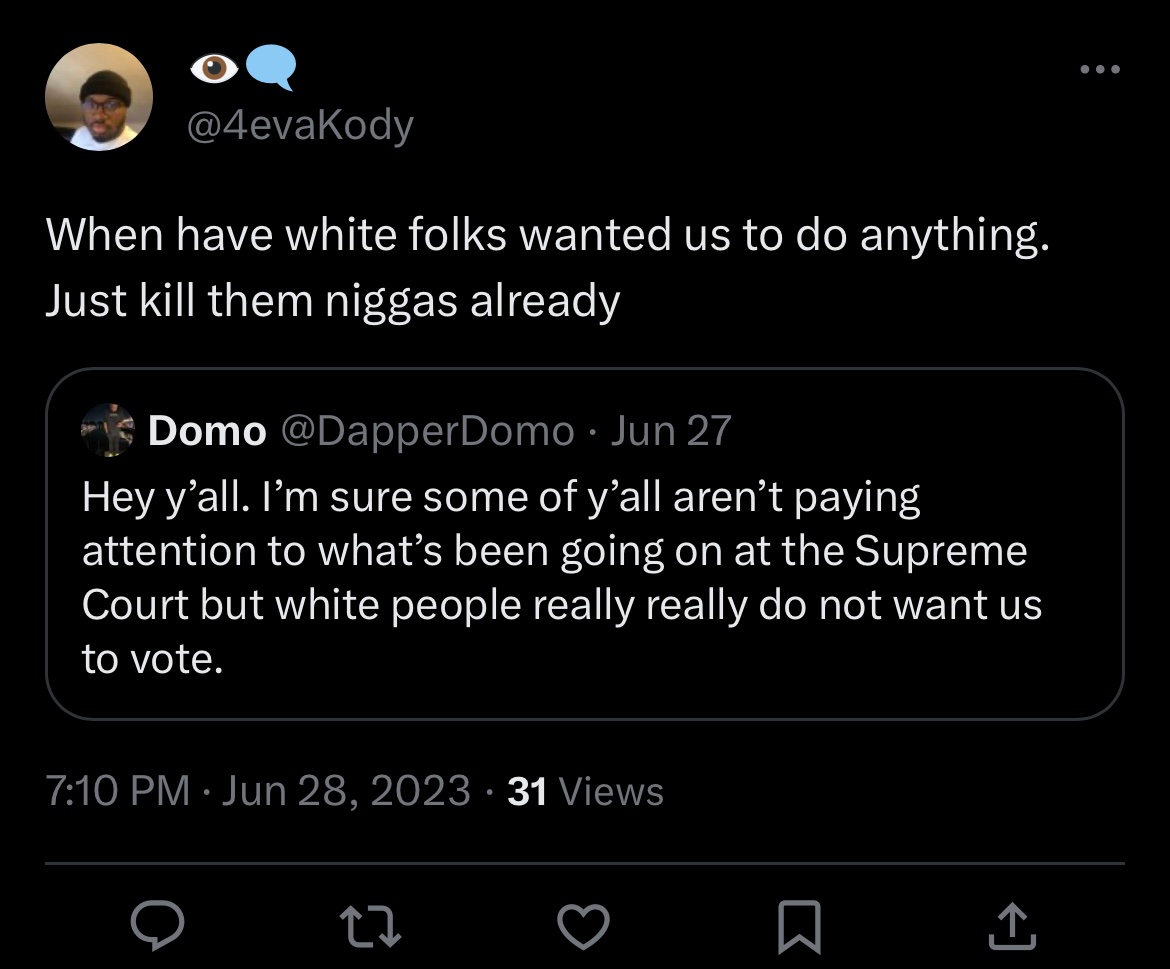 @4evaKody
When have white folks wanted us to do anything.
Just kill them niggas already
Domo @DapperDomo · Jun 27
Hey y’all. I’m sure some of y’all aren’t paying
attention to what’s been going on at the Supreme
Court but white people really really do not want us
to vote.
7:10 PM · Jun 28, 2023 · 31 Views